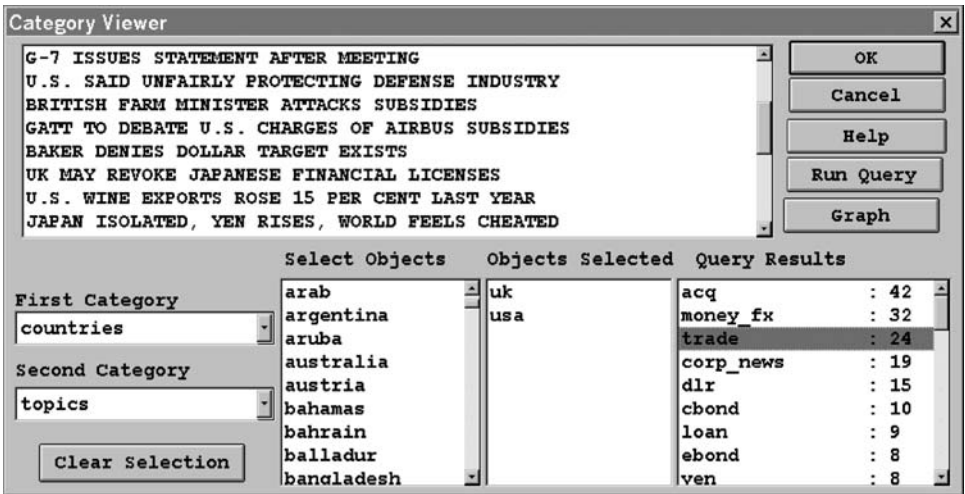 Category Viewer
G-7 ISSUES STATEMENT AFTER MEETING
U.S. SAID UNFAIRLY PROTECTING DEFENSE INDUSTRY
BRITISH FARM MINISTER ATTACKS SUBSIDIES
GATT TO DEBATE U.S. CHARGES OF AIRBUS SUBSIDIES
BAKER DENIES DOLLAR TARGET EXISTS
UK MAY REVOKE JAPANESE FINANCIAL LICENSES
U.S. WINE EXPORTS ROSE 15 PER CENT LAST YEAR
JAPAN ISOLATED, YEN RISES, WORLD FEELS CHEATED
OK
Cancel
Help
Run Query
Graph
First Category
countries
Second Category
topics
Clear Selection
Select Objects
arab
argentina
aruba
australia
austria
bahamas
bahrain
balladur
bangladesh
Objects Selected
uk
usa
Query Results
acq : 42
money_fx : 32
trade : 24
corp_news : 19
dlr : 15
cbond : 10
loan : 9
ebond : 8
yen : 8